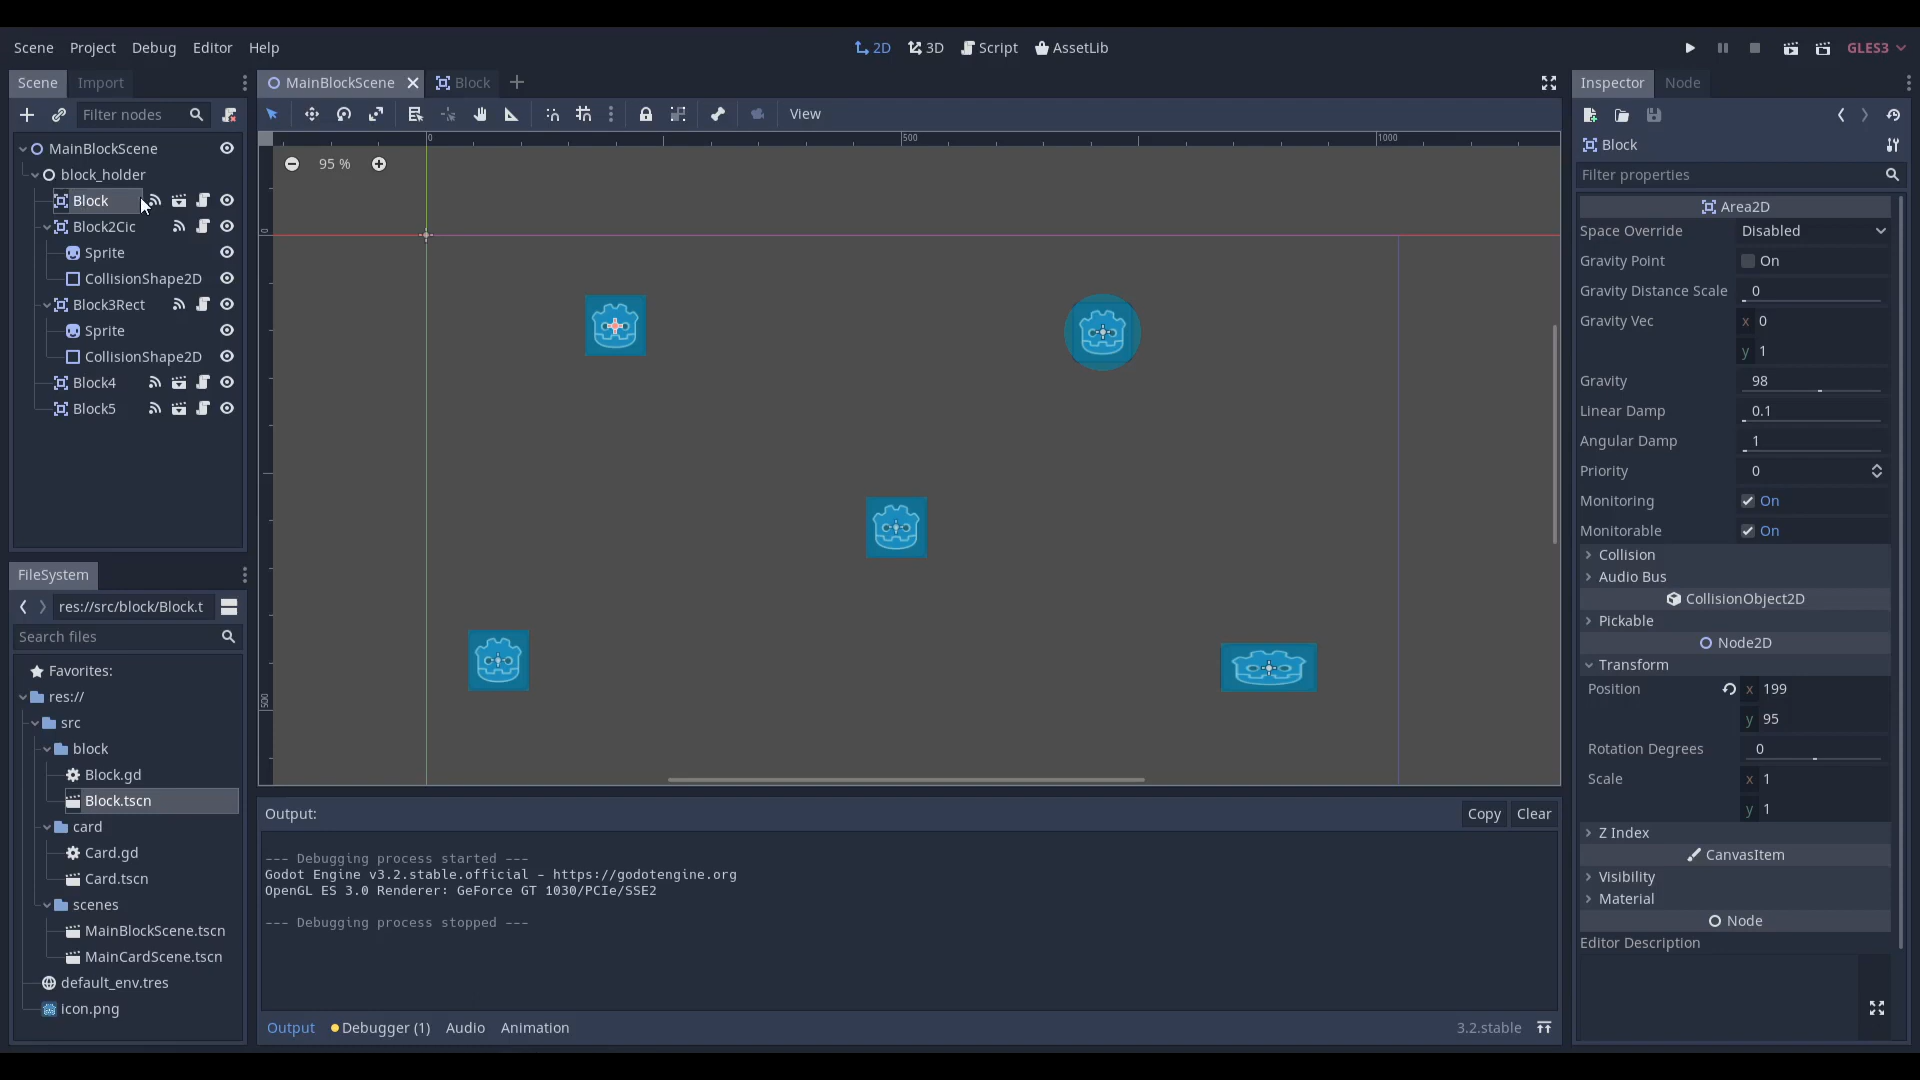 Scene Project Debug Editor Help
2D 3D Script AssetLib
GLES3
Scene Import
MainBlockScene Block
Inspector Node
Filter nodes
View
MainBlockScene
block_holder
Block
Block2Cic
Sprite
CollisionShape2D
Block3Rect
Sprite
CollisionShape2D
Block4
Block5
FileSystem
res://src/block/Block.t
Search files
Favorites:
res://
src
block
Block.gd
Block.tscn
card
Card.gd
Card.tscn
scenes
MainBlockScene.tscn
MainCardScene.tscn
default_env.tres
icon.png
0 500 1000
95 %
0
500
Output:
Copy Clear
--- Debugging process started ---
Godot Engine v3.2.stable.official - https://godotengine.org
OpenGL ES 3.0 Renderer: GeForce GT 1030/PCIe/SSE2
--- Debugging process stopped ---
Output Debugger (1) Audio Animation
3.2.stable
Block
Filter properties
Area2D
Space Override Disabled
Gravity Point On
Gravity Distance Scale 0
Gravity Vec x 0
y 1
Gravity 98
Linear Damp 0.1
Angular Damp 1
Priority 0
Monitoring On
Monitorable On
Collision
Audio Bus
CollisionObject2D
Pickable
Node2D
Transform
Position x 199
y 95
Rotation Degrees 0
Scale x 1
y 1
Z Index
CanvasItem
Visibility
Material
Node
Editor Description